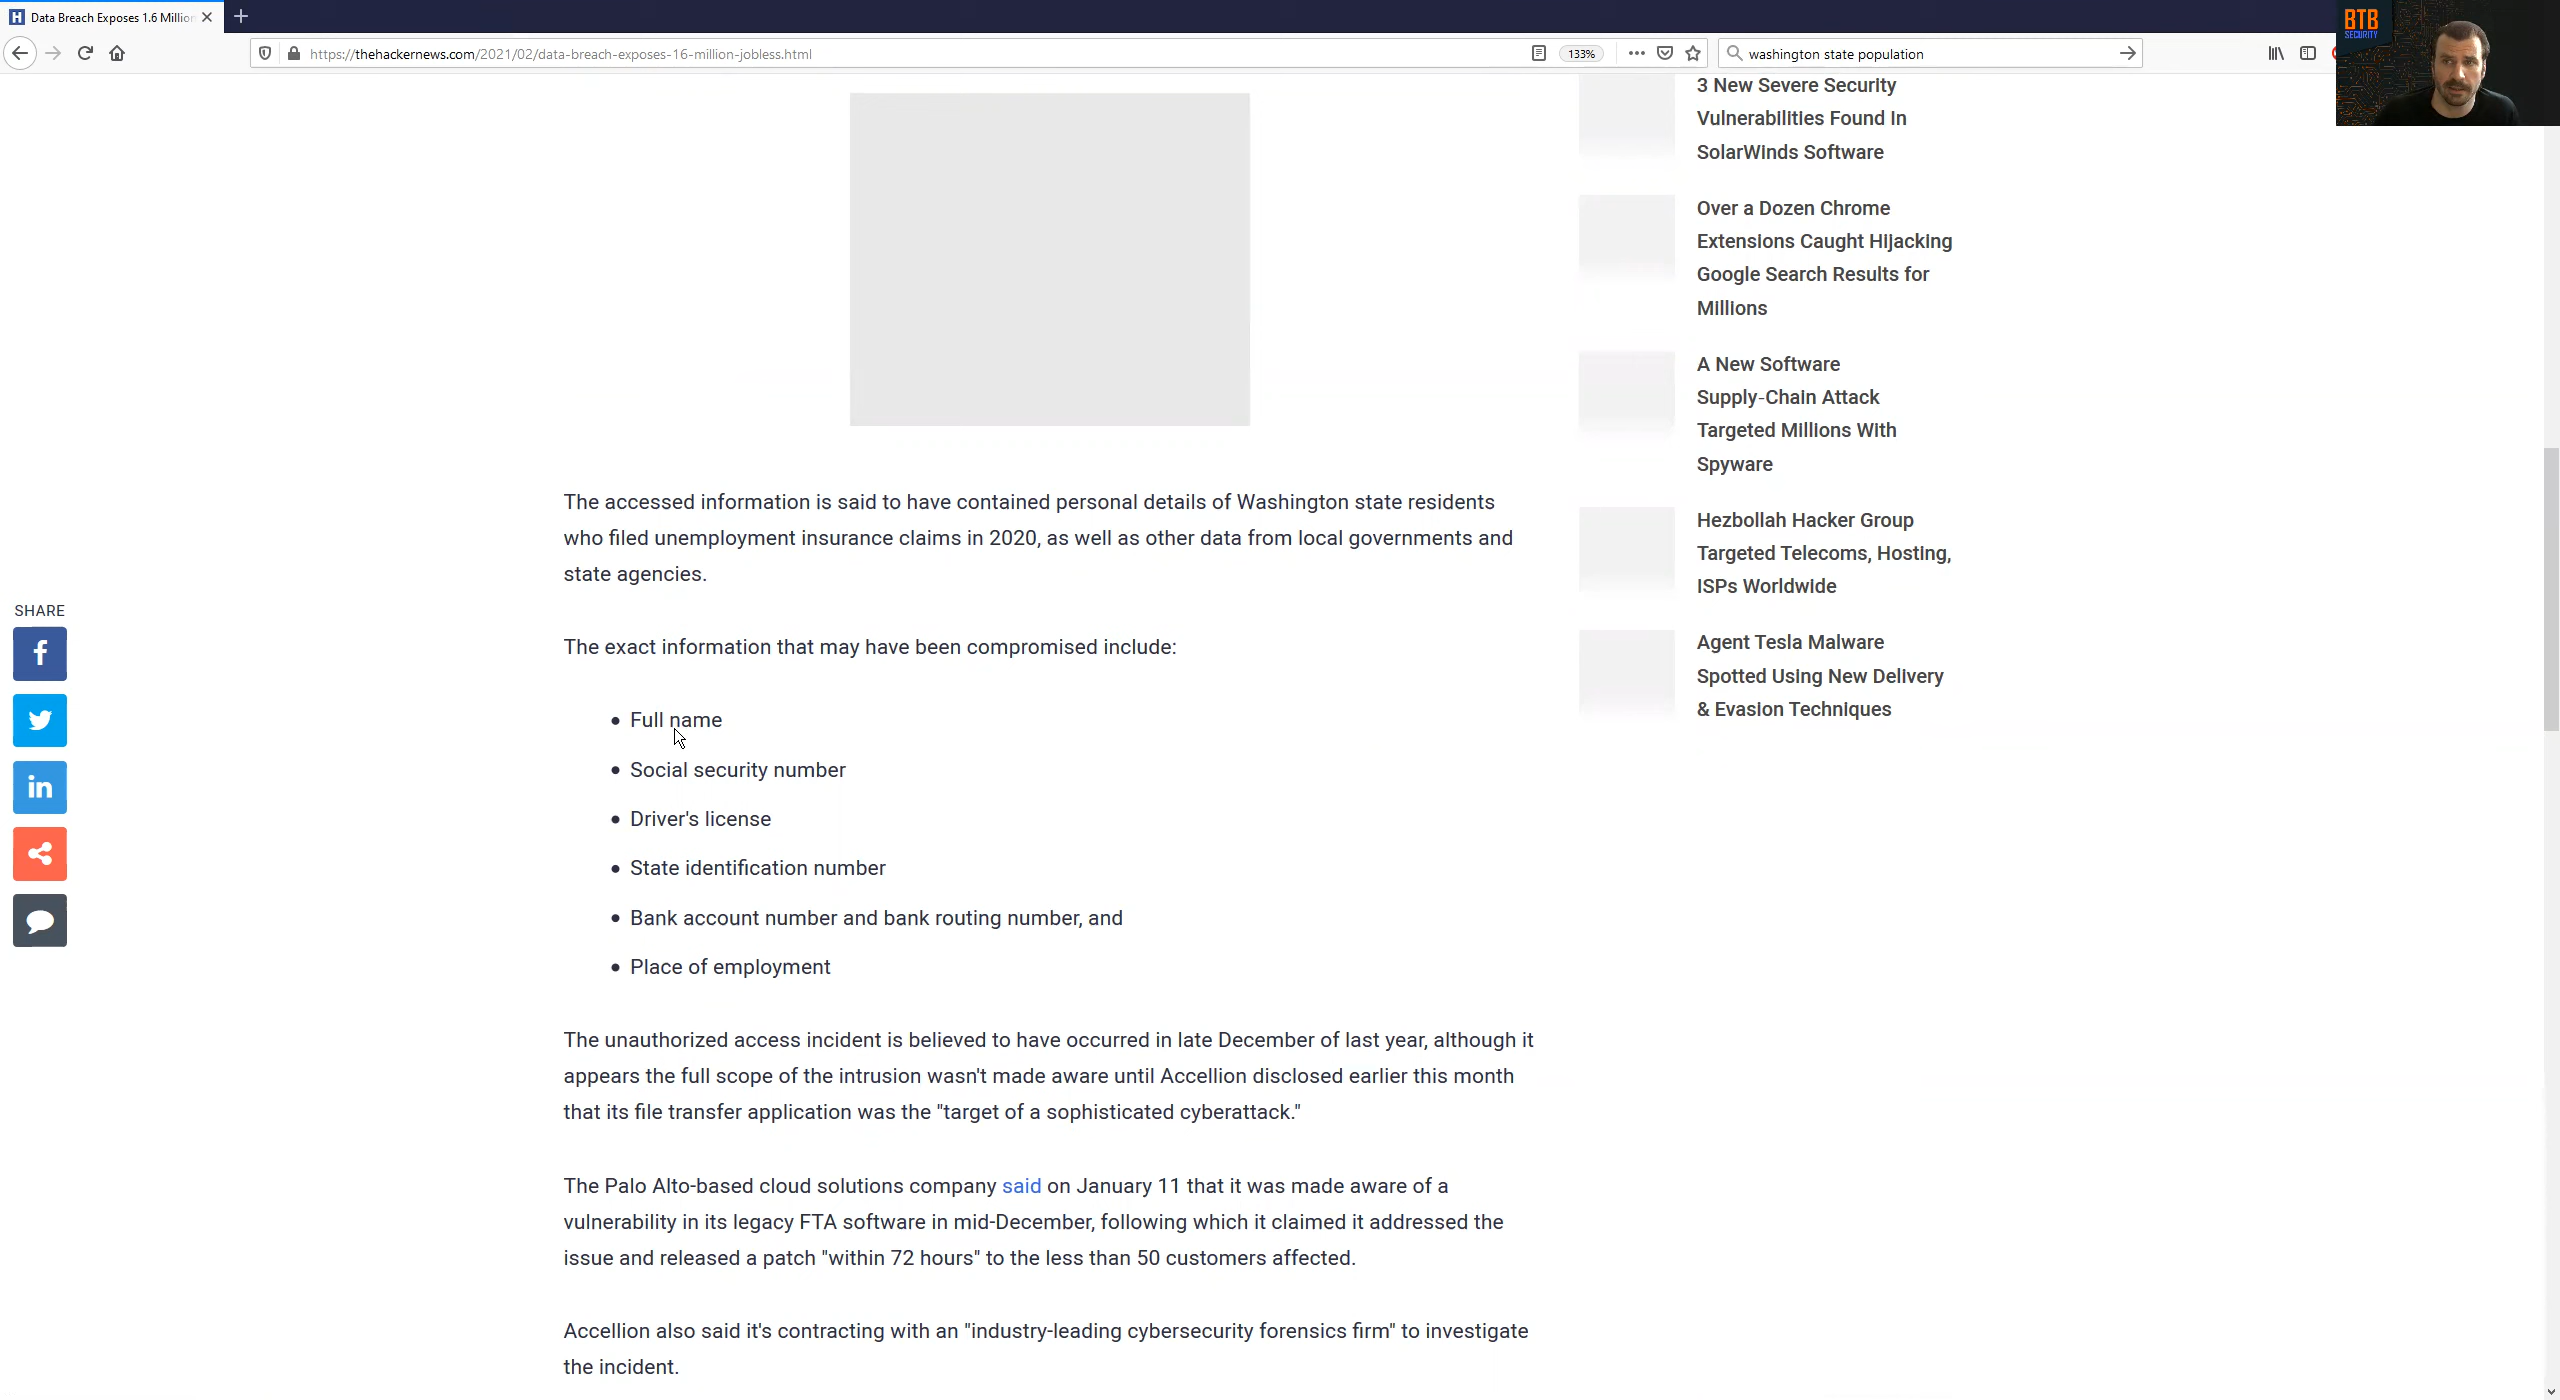 Data Breach Exposes 1.6 Million
https://thehackernews.com/2021/02/data-breach-exposes-16-million-jobless.html
133%
washington state population
BTB
SECURITY
3 New Severe Security
Vulnerabilities Found In
SolarWinds Software
Over a Dozen Chrome
Extensions Caught Hijacking
Google Search Results for
Millions
A New Software
Supply-Chain Attack
Targeted Millions With
Spyware
Hezbollah Hacker Group
Targeted Telecoms, Hosting,
ISPs Worldwide
Agent Tesla Malware
Spotted Using New Delivery
& Evasion Techniques
The accessed information is said to have contained personal details of Washington state residents
who filed unemployment insurance claims in 2020, as well as other data from local governments and
state agencies.
The exact information that may have been compromised include:
Full name
Social security number
Driver's license
State identification number
Bank account number and bank routing number, and
Place of employment
The unauthorized access incident is believed to have occurred in late December of last year, although it
appears the full scope of the intrusion wasn't made aware until Accellion disclosed earlier this month
that its file transfer application was the "target of a sophisticated cyberattack."
The Palo Alto-based cloud solutions company said on January 11 that it was made aware of a
vulnerability in its legacy FTA software in mid-December, following which it claimed it addressed the
issue and released a patch "within 72 hours" to the less than 50 customers affected.
Accellion also said it's contracting with an "industry-leading cybersecurity forensics firm" to investigate
the incident.
SHARE